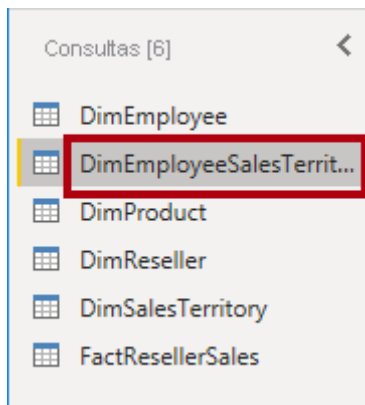 Consultas [6]
DimEmployee
DimEmployeeSalesTerrit...
DimProduct
DimReseller
DimSalesTerritory
FactResellerSales